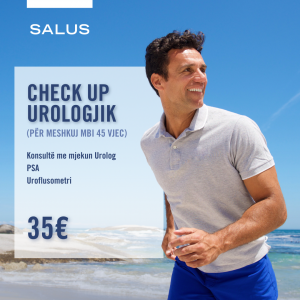 SALUS
CHECK UP
UROLOGJIK
(PËR MESHKUJ MBI 45 VJEC)
Konsultë me mjekun Urolog
PSA
Uroflusometri
35€